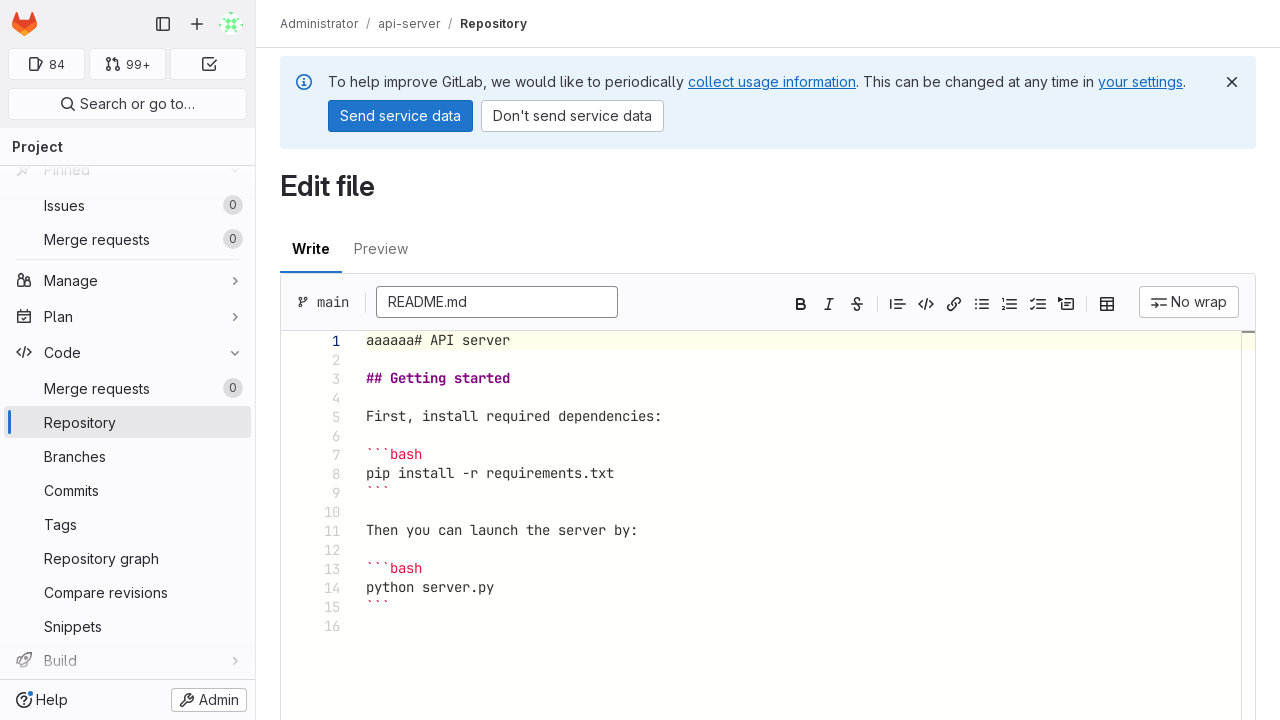 Administrator / api-server / Repository
84
99+
Search or go to…
Project
Pinned
Issues 0
Merge requests 0
Manage
Plan
Code
Merge requests 0
Repository
Branches
Commits
Tags
Repository graph
Compare revisions
Snippets
Build
Help
Admin
To help improve GitLab, we would like to periodically collect usage information. This can be changed at any time in your settings.
Send service data
Don't send service data
Edit file
Write
Preview
main
README.md
No wrap
1 aaaaaa# API server
2
3 ## Getting started
4
5 First, install required dependencies:
6
7 ```bash
8 pip install -r requirements.txt
9 ```
10
11 Then you can launch the server by:
12
13 ```bash
14 python server.py
15 ```
16